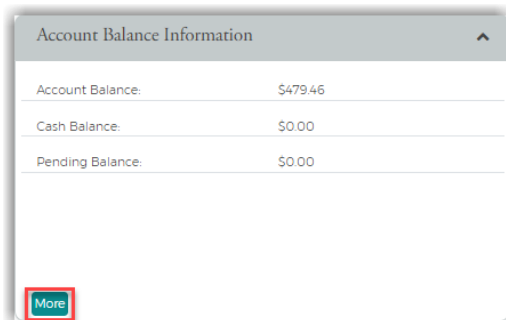 Account Balance Information
Account Balance: $479.46
Cash Balance: $0.00
Pending Balance: $0.00
More